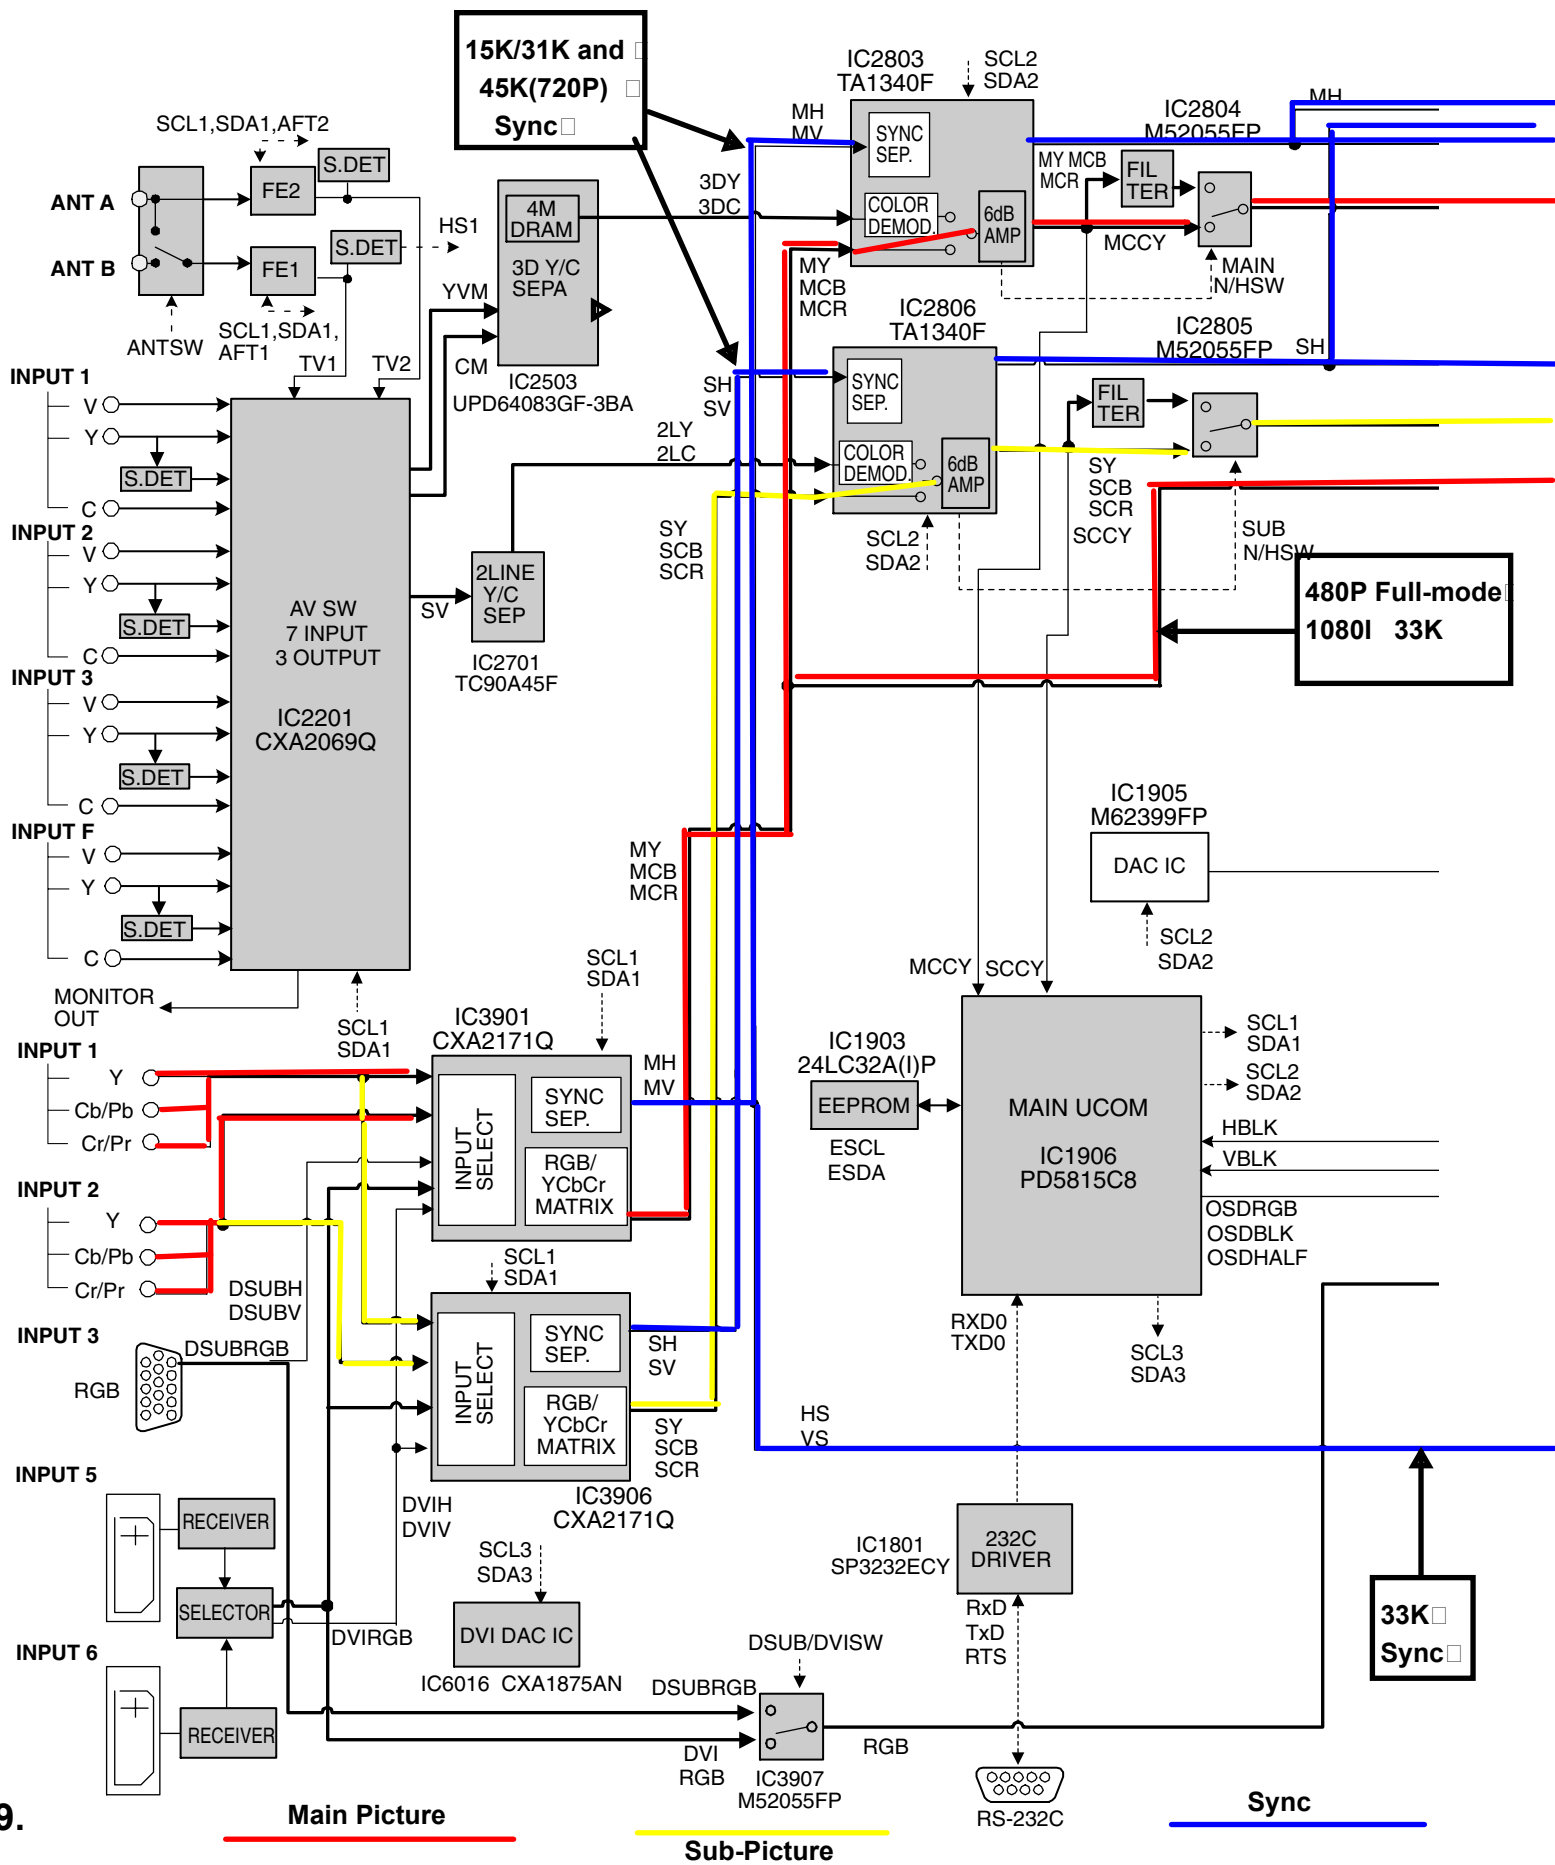 15K/31K and
45K(720P)
Sync
IC2803
TA1340F
SCL2
SDA2
MH
MV
SYNC
SEP.
IC2804
M52055FP
MH
MY MCB
MCR
FIL
TER
3DY
3DC
COLOR
DEMOD.
6dB
AMP
MCCY
MAIN
N/HSW
MY
MCB
MCR
SCL1,SDA1,AFT2
S.DET
FE2
ANT A
S.DET
HS1
FE1
ANT B
SCL1,SDA1,
AFT1
ANTSW
TV1
TV2
4M
DRAM
3D Y/C
SEPA
YVM
CM
IC2503
UPD64083GF-3BA
IC2806
TA1340F
IC2805
M52055FP
SH
SH
SV
SYNC
SEP.
FIL
TER
2LY
2LC
COLOR
DEMOD.
6dB
AMP
SY
SCB
SCR
SCCY
SUB
N/HSW
SCL2
SDA2
SY
SCB
SCR
480P Full-mode
1080I 33K
INPUT 1
V
Y
S.DET
C
INPUT 2
V
Y
S.DET
C
INPUT 3
V
Y
S.DET
C
INPUT F
V
Y
S.DET
C
AV SW
7 INPUT
3 OUTPUT
IC2201
CXA2069Q
SV
2LINE
Y/C
SEP
IC2701
TC90A45F
MONITOR
OUT
SCL1
SDA1
MY
MCB
MCR
IC1905
M62399FP
DAC IC
SCL2
SDA2
MCCY
SCCY
SCL1
SDA1
IC3901
CXA2171Q
INPUT 1
Y
Cb/Pb
Cr/Pr
INPUT
SELECT
SYNC
SEP.
RGB/
YCbCr
MATRIX
MH
MV
INPUT 2
Y
Cb/Pb
Cr/Pr
DSUBH
DSUBV
IC1903
24LC32A(I)P
EEPROM
ESCL
ESDA
MAIN UCOM
IC1906
PD5815C8
SCL1
SDA1
SCL2
SDA2
HBLK
VBLK
OSDRGB
OSDBLK
OSDHALF
SCL1
SDA1
INPUT 3
DSUBRGB
RGB
INPUT
SELECT
SYNC
SEP.
RGB/
YCbCr
MATRIX
SH
SV
SY
SCB
SCR
IC3906
CXA2171Q
RXD0
TXD0
SCL3
SDA3
HS
VS
INPUT 5
RECEIVER
SELECTOR
DVIRGB
DVIH
DVIV
INPUT 6
RECEIVER
SCL3
SDA3
DVI DAC IC
IC6016 CXA1875AN
IC1801
SP3232ECY
232C
DRIVER
RxD
TxD
RTS
33K
Sync
DSUB/DVISW
DSUBRGB
DVI
RGB
RGB
IC3907
M52055FP
RS-232C
9.
Main Picture
Sub-Picture
Sync